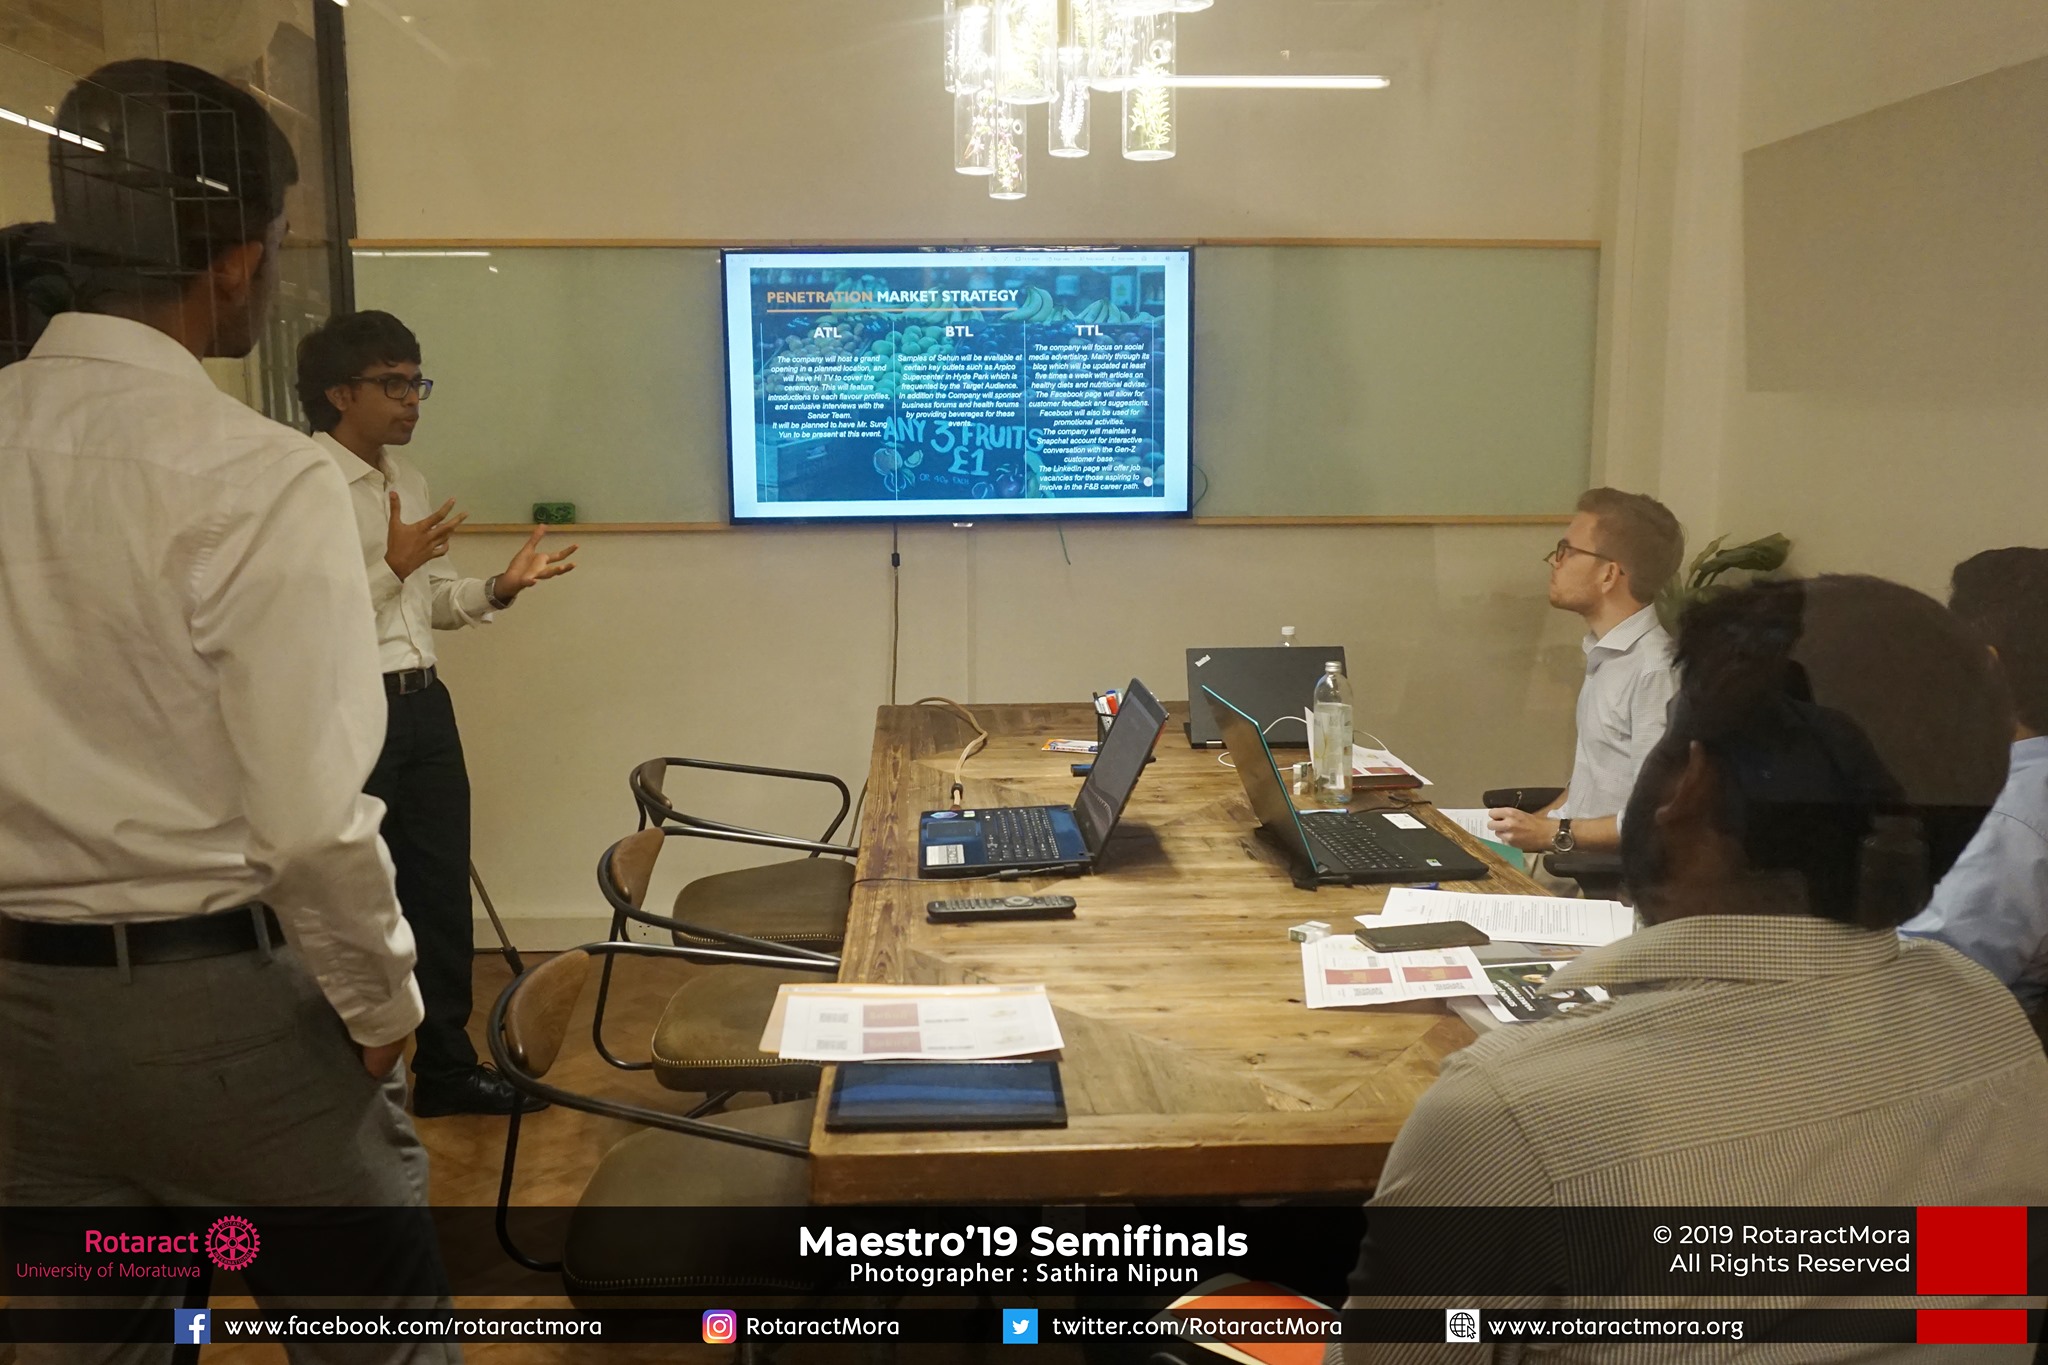 PENETRATION MARKET STRATEGY
ATL
The company will host a grand
opening in a planned location, and
will have Hi TV to cover the
ceremony. This will feature
introductions to each flavour profiles,
and exclusive interviews with the
Senior Team.
It will be planned to have Mr. Sung
Yun to be present at this event.
BTL
Samples of Sehun will be available at
certain key outlets such as Arpico
Supercenter in Hyde Park which is
frequented by the Target Audience.
In addition the Company will sponsor
business forums and health forums
by providing beverages for these
events.
TTL
The company will focus on social
media advertising. Mainly through its
blog which will be updated at least
five times a week with articles on
healthy diets and nutritional advise.
The Facebook page will allow for
customer feedback and suggestions.
Facebook will also be used for
promotional activities.
The company will maintain a
Snapchat account for interactive
conversation with the Gen-Z
customer base.
The LinkedIn page will offer job
vacancies for those aspiring to
involve in the F&B career path.
ANY 3 FRUITS
£1
Rotaract
University of Moratuwa
Maestro’19 Semifinals
Photographer : Sathira Nipun
© 2019 RotaractMora
All Rights Reserved
www.facebook.com/rotaractmora
RotaractMora
twitter.com/RotaractMora
www.rotaractmora.org